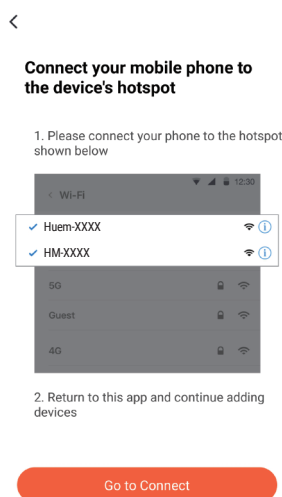 Connect your mobile phone to
the device's hotspot
1. Please connect your phone to the hotspot
shown below
12:30
Wi-Fi
Huem-XXXX
HM-XXXX
5G
Guest
4G
2. Return to this app and continue adding
devices
Go to Connect